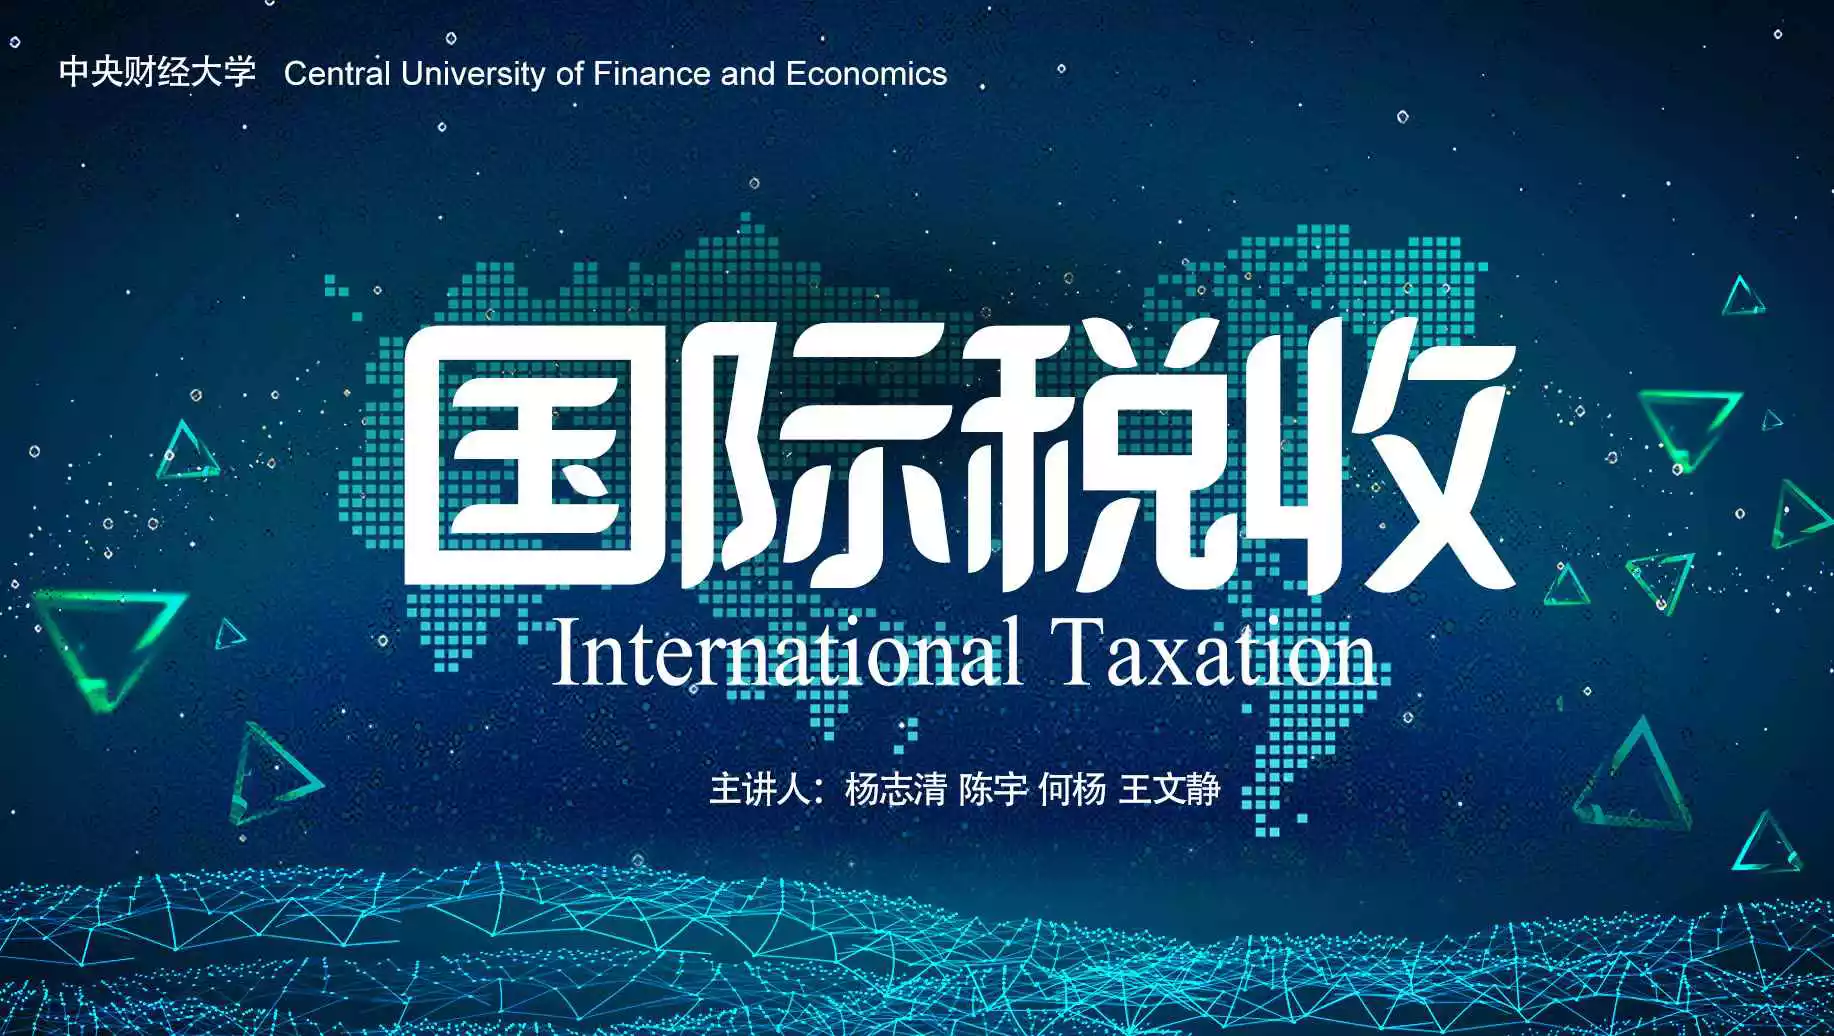 中央财经大学 Central University of Finance and Economics
国际税收
International Taxation
主讲人：杨志清 陈宇 何杨 王文静